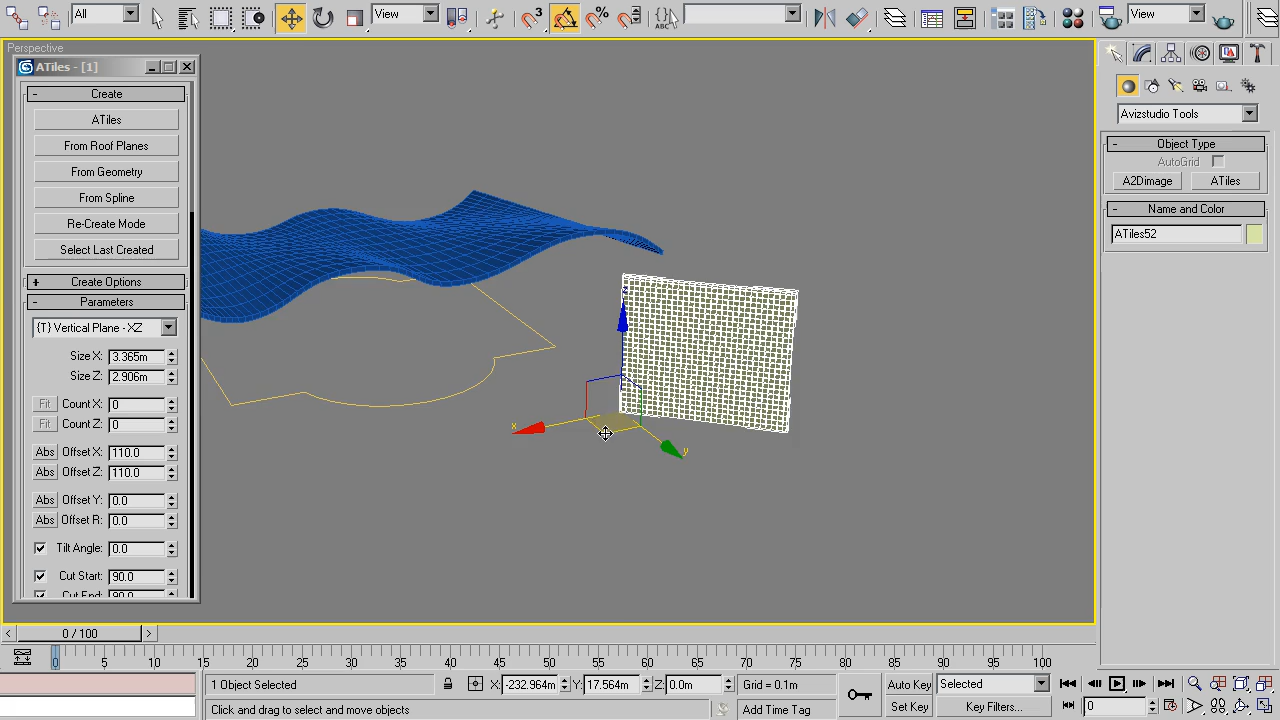 All
View
3
%
ABC
View
Perspective
ATiles - [1]
- Create
ATiles
From Roof Planes
From Geometry
From Spline
Re-Create Mode
Select Last Created
+ Create Options
- Parameters
{T} Vertical Plane - XZ
Size X: 3.365m
Size Z: 2.906m
Fit Count X: 0
Fit Count Z: 0
Abs Offset X: 110.0
Abs Offset Z: 110.0
Abs Offset Y: 0.0
Abs Offset R: 0.0
Tilt Angle: 0.0
Cut Start: 90.0
Cut End: 90.0
z
x
y
Avizstudio Tools
- Object Type
AutoGrid
A2Dimage ATiles
- Name and Color
ATiles52
< 0 / 100 >
0 5 10 15 20 25 30 35 40 45 50 55 60 65 70 75 80 85 90 95 100
1 Object Selected X: -232.964m Y: 17.564m Z: 0.0m Grid = 0.1m Auto Key Selected
Click and drag to select and move objects Add Time Tag Set Key Key Filters... 0